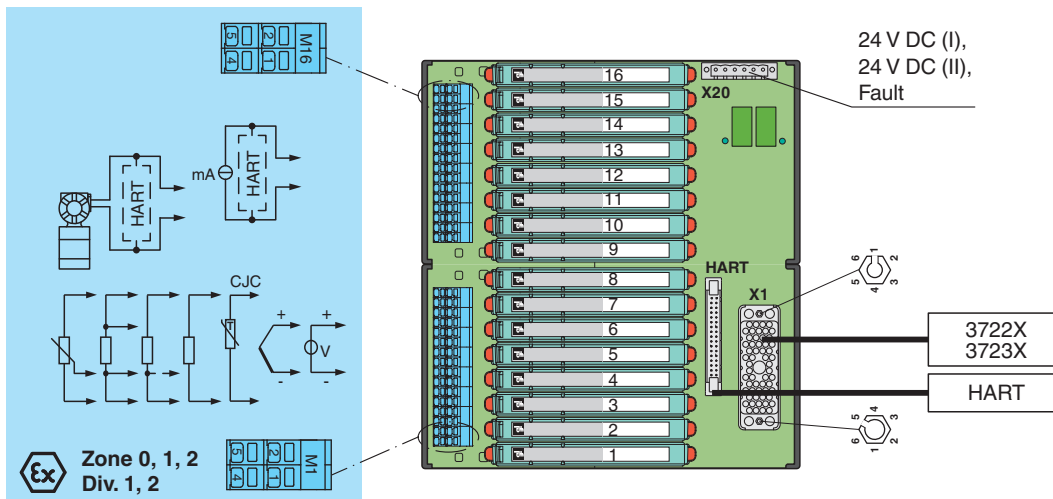 5 2 M16
4 1
24 V DC (I),
24 V DC (II),
Fault
X20
16
15
14
13
12
11
10
9
8
7
6
5
4
3
2
1
mA
HART
HART
CJC
+ +
V
- -
HART
X1
6 1
5 2
4 3
3722X
3723X
HART
5 4
6 3
1 2
5 2 M1
4 1
Ex
Zone 0, 1, 2
Div. 1, 2